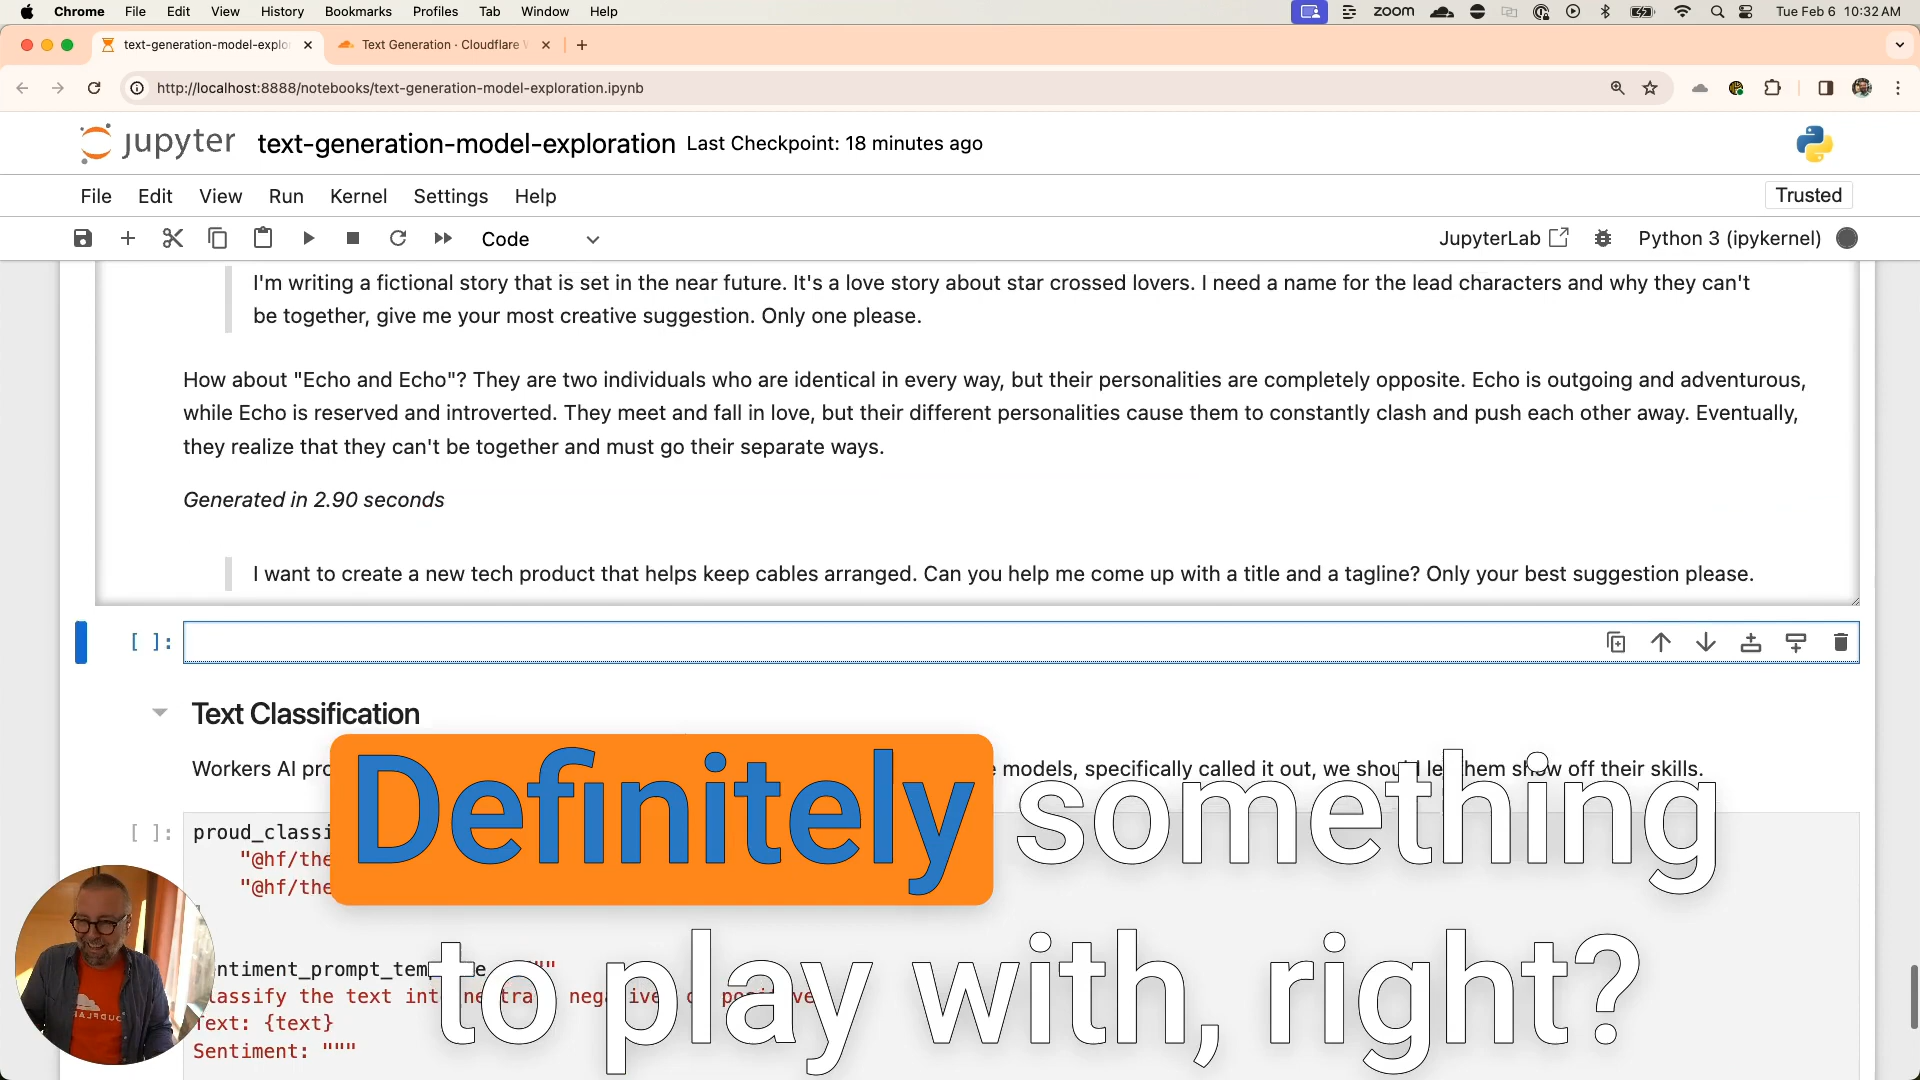 Chrome File Edit View History Bookmarks Profiles Tab Window Help zoom Tue Feb 6 10:32 AM
text-generation-model-explo Text Generation · Cloudflare
http://localhost:8888/notebooks/text-generation-model-exploration.ipynb
jupyter text-generation-model-exploration Last Checkpoint: 18 minutes ago
File Edit View Run Kernel Settings Help Trusted
Code JupyterLab Python 3 (ipykernel)
I'm writing a fictional story that is set in the near future. It's a love story about star crossed lovers. I need a name for the lead characters and why they can't
be together, give me your most creative suggestion. Only one please.
How about "Echo and Echo"? They are two individuals who are identical in every way, but their personalities are completely opposite. Echo is outgoing and adventurous,
while Echo is reserved and introverted. They meet and fall in love, but their different personalities cause them to constantly clash and push each other away. Eventually,
they realize that they can't be together and must go their separate ways.
Generated in 2.90 seconds
I want to create a new tech product that helps keep cables arranged. Can you help me come up with a title and a tagline? Only your best suggestion please.
[ ]:
Text Classification
Workers AI models, specifically called it out, we should let them show off their skills.
Definitely something
[ ]: proud_classi
"@hf/the
"@hf/the
to play with, right?
"""
the text
Text: {text}
Sentiment: """